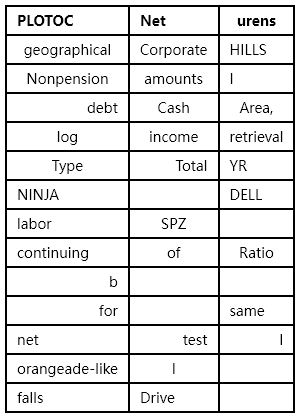 PLOTOC Net urens
geographical Corporate HILLS
Nonpension amounts I
debt Cash Area,
log income retrieval
Type Total YR
NINJA DELL
labor SPZ
continuing of Ratio
b
for same
net test I
orangeade-like I
falls Drive